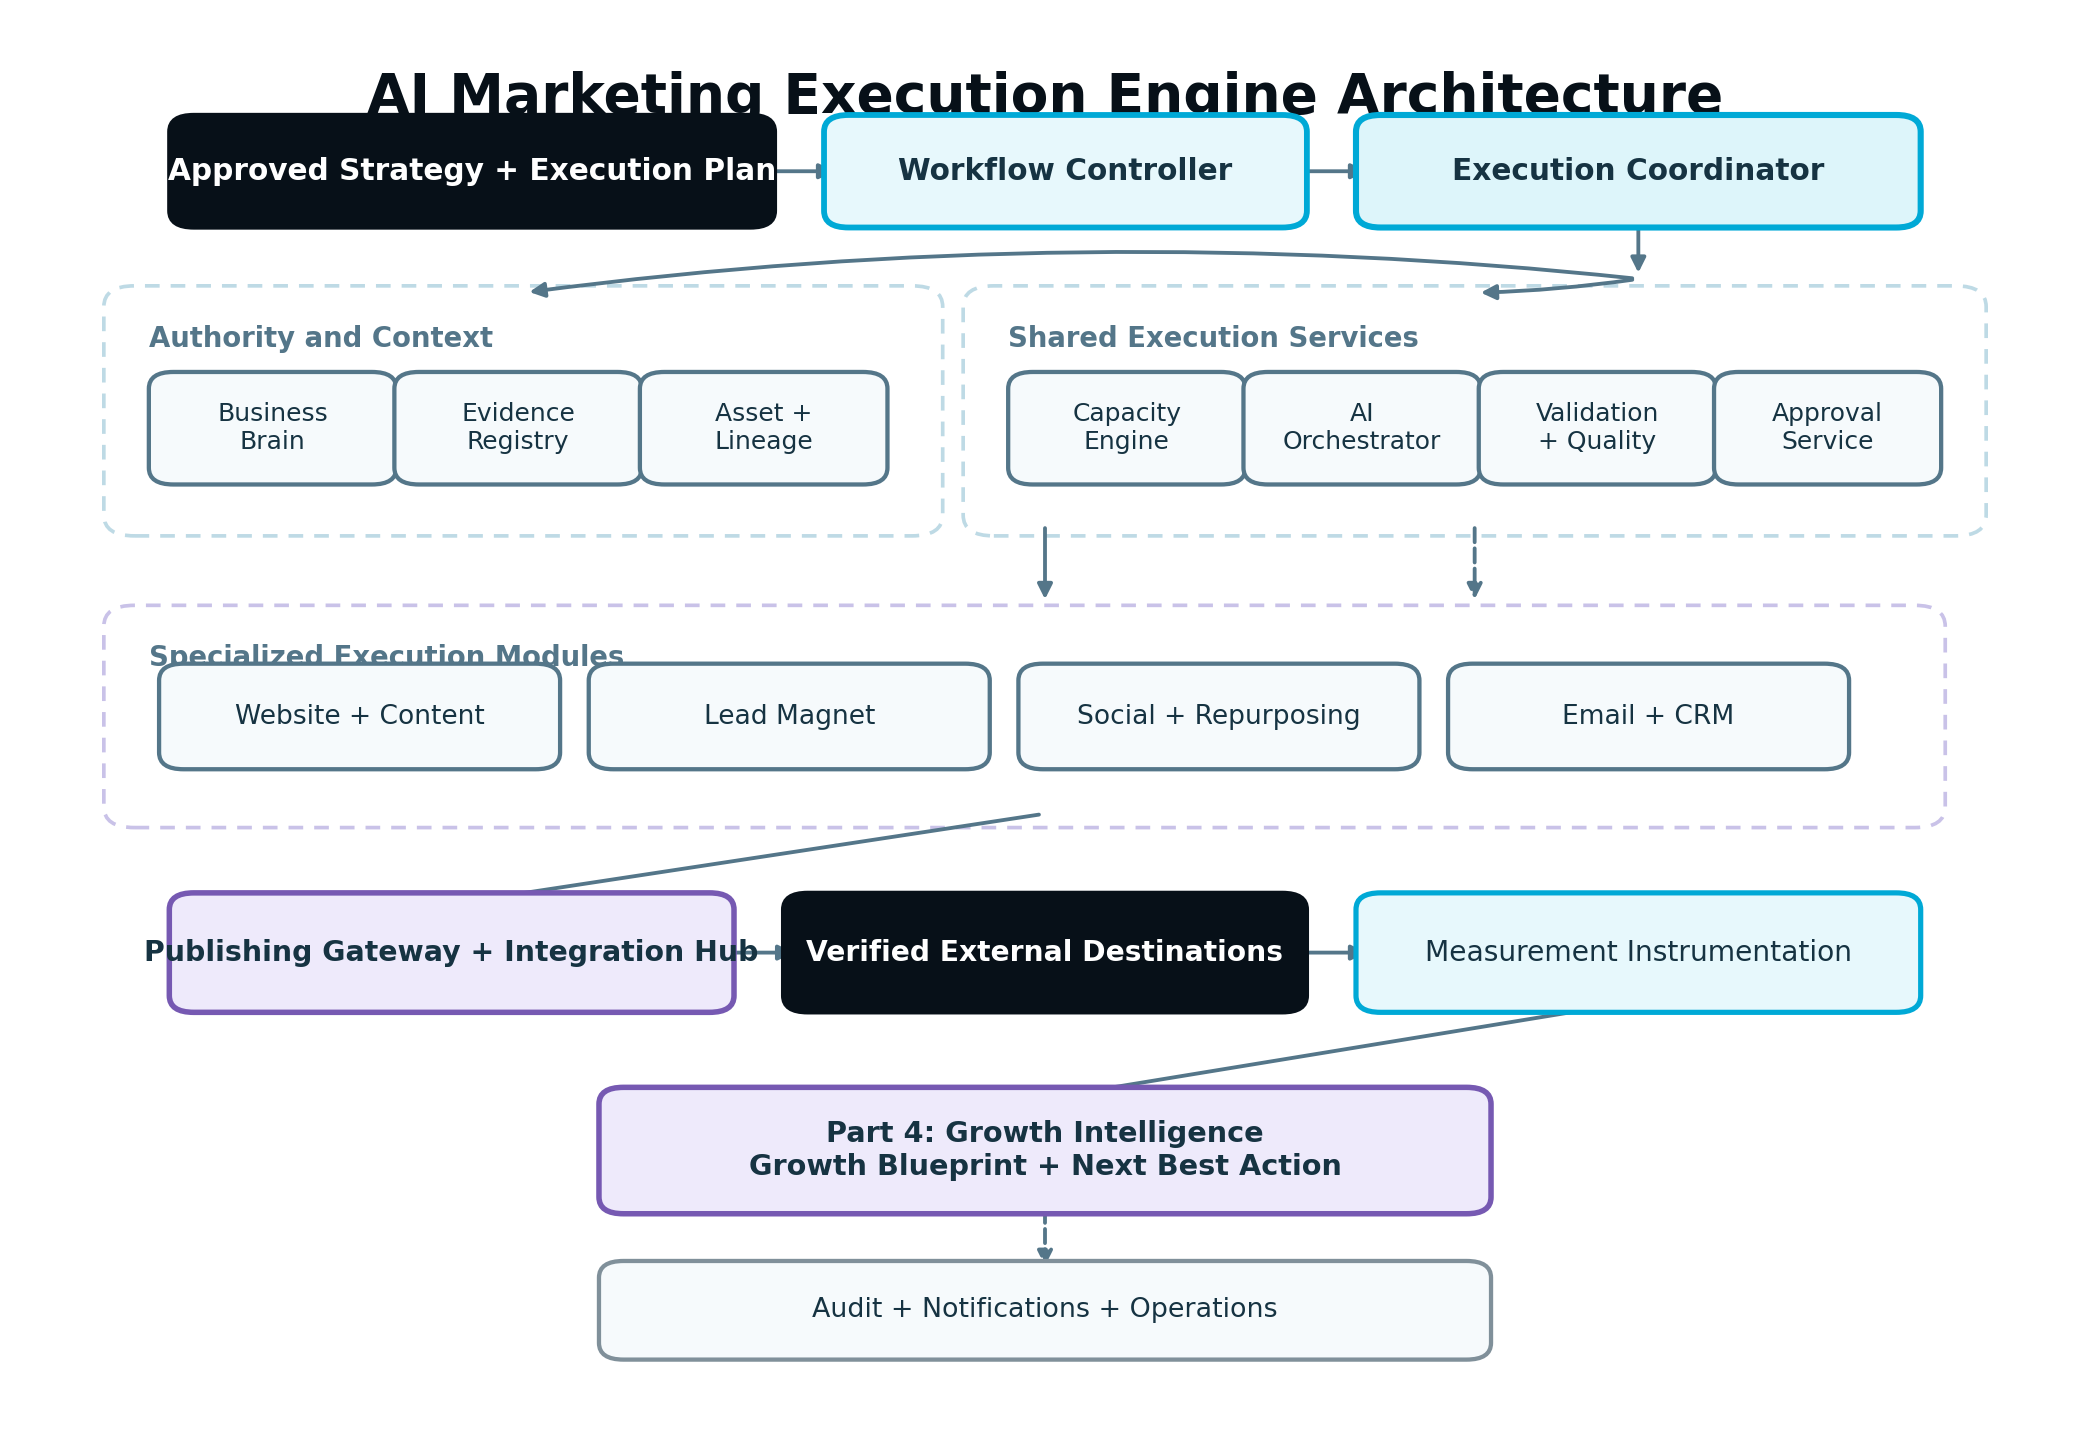 AI Marketing Execution Engine Architecture
Approved Strategy + Execution Plan
Workflow Controller
Execution Coordinator
Authority and Context
Business
Brain
Evidence
Registry
Asset +
Lineage
Shared Execution Services
Capacity
Engine
AI
Orchestrator
Validation
+ Quality
Approval
Service
Specialized Execution Modules
Website + Content
Lead Magnet
Social + Repurposing
Email + CRM
Publishing Gateway + Integration Hub
Verified External Destinations
Measurement Instrumentation
Part 4: Growth Intelligence
Growth Blueprint + Next Best Action
Audit + Notifications + Operations